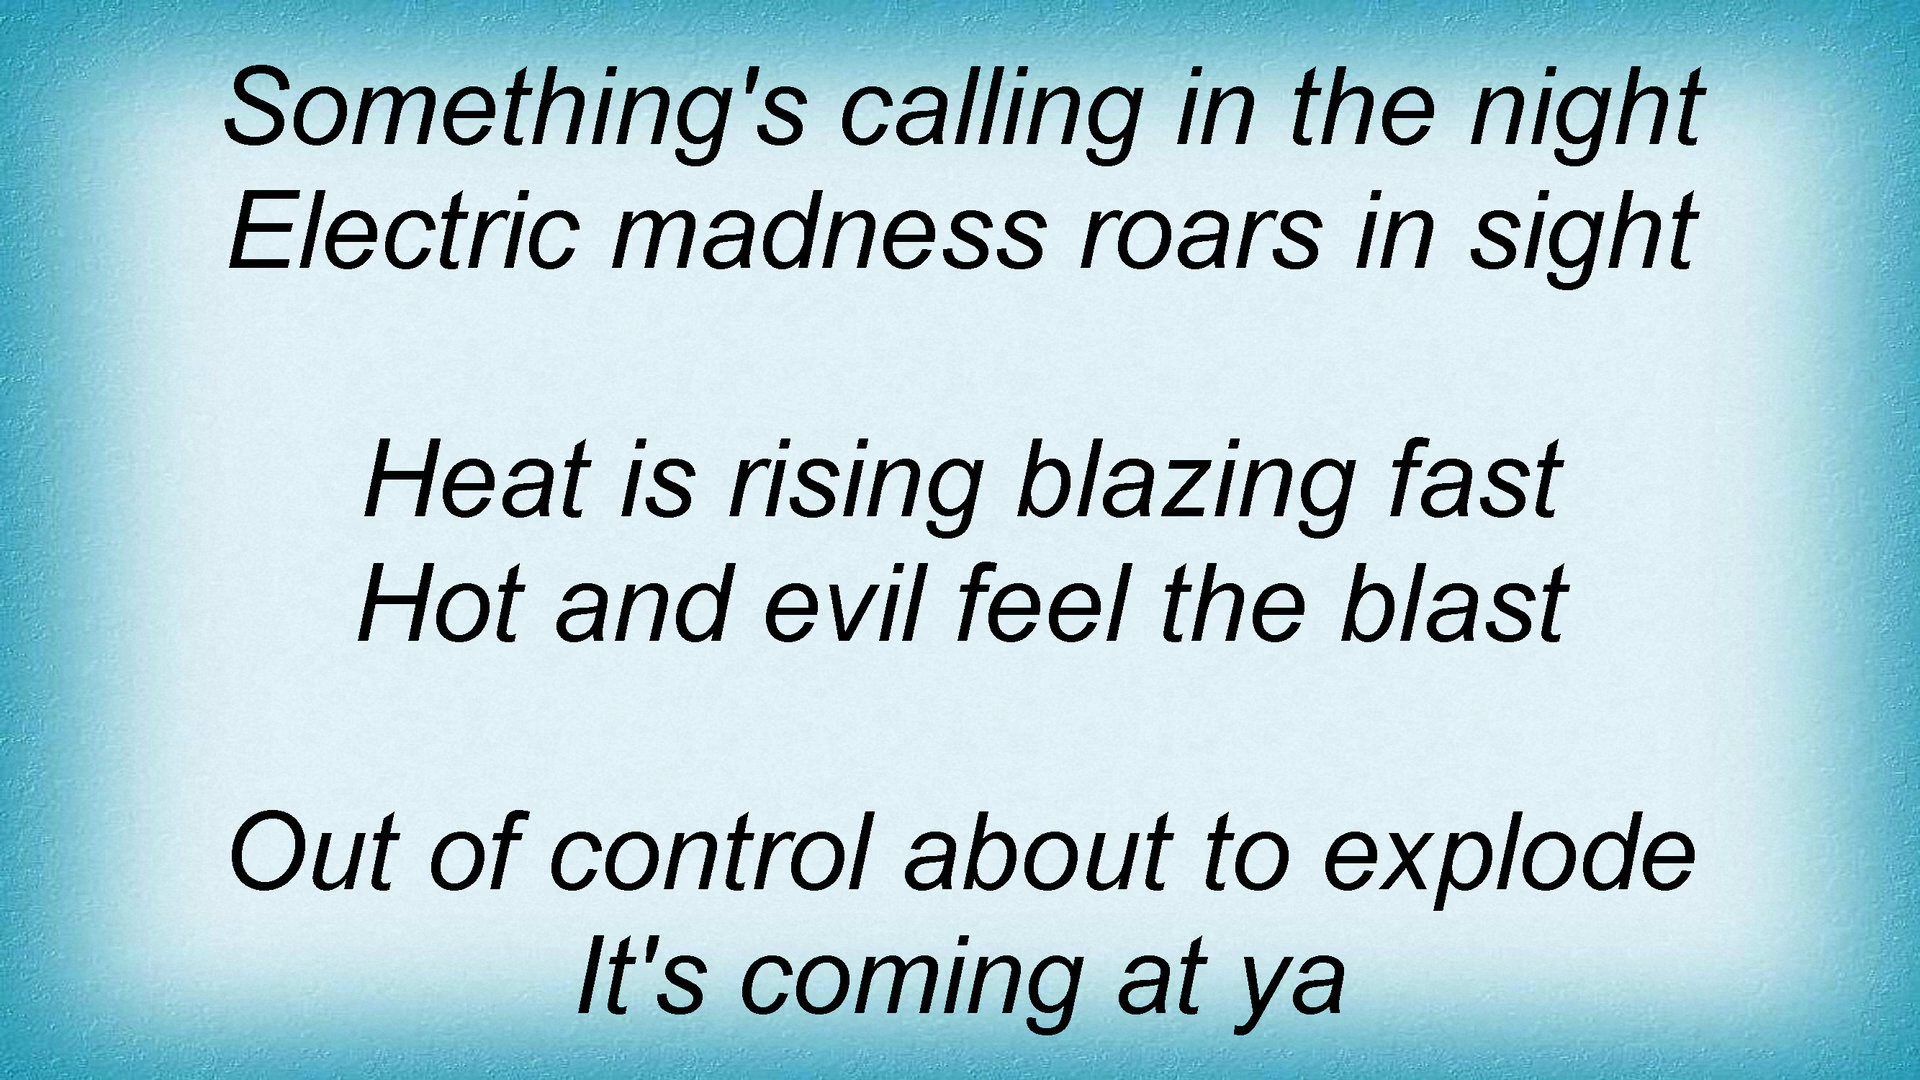 Something's calling in the night
Electric madness roars in sight
Heat is rising blazing fast
Hot and evil feel the blast
Out of control about to explode
It's coming at ya